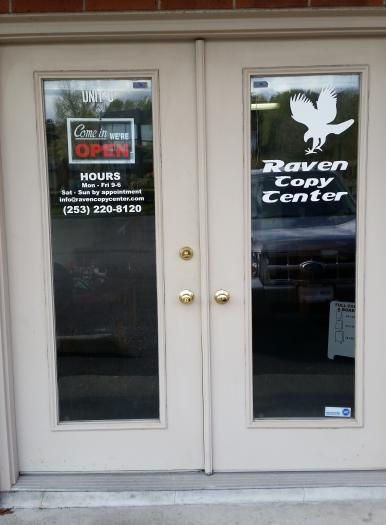 UNIT C
Come in WE'RE
OPEN
HOURS
Mon - Fri 9-6
Sat - Sun by appointment
info@ravencopycenter.com
(253) 220-8120
Raven
Copy
Center